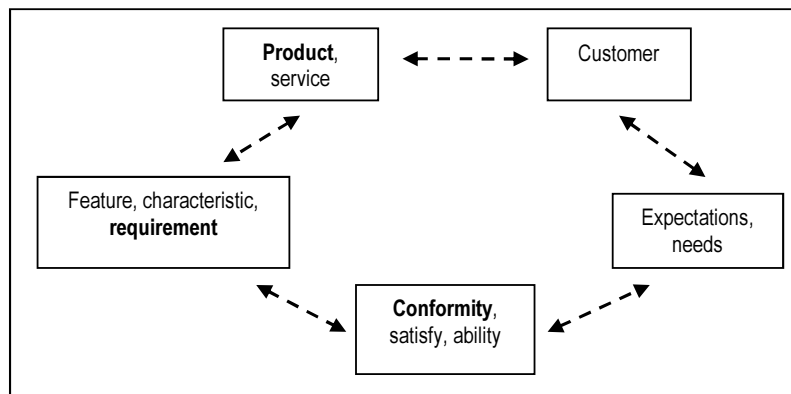 Product,
service
Customer
Feature, characteristic,
requirement
Expectations,
needs
Conformity,
satisfy, ability